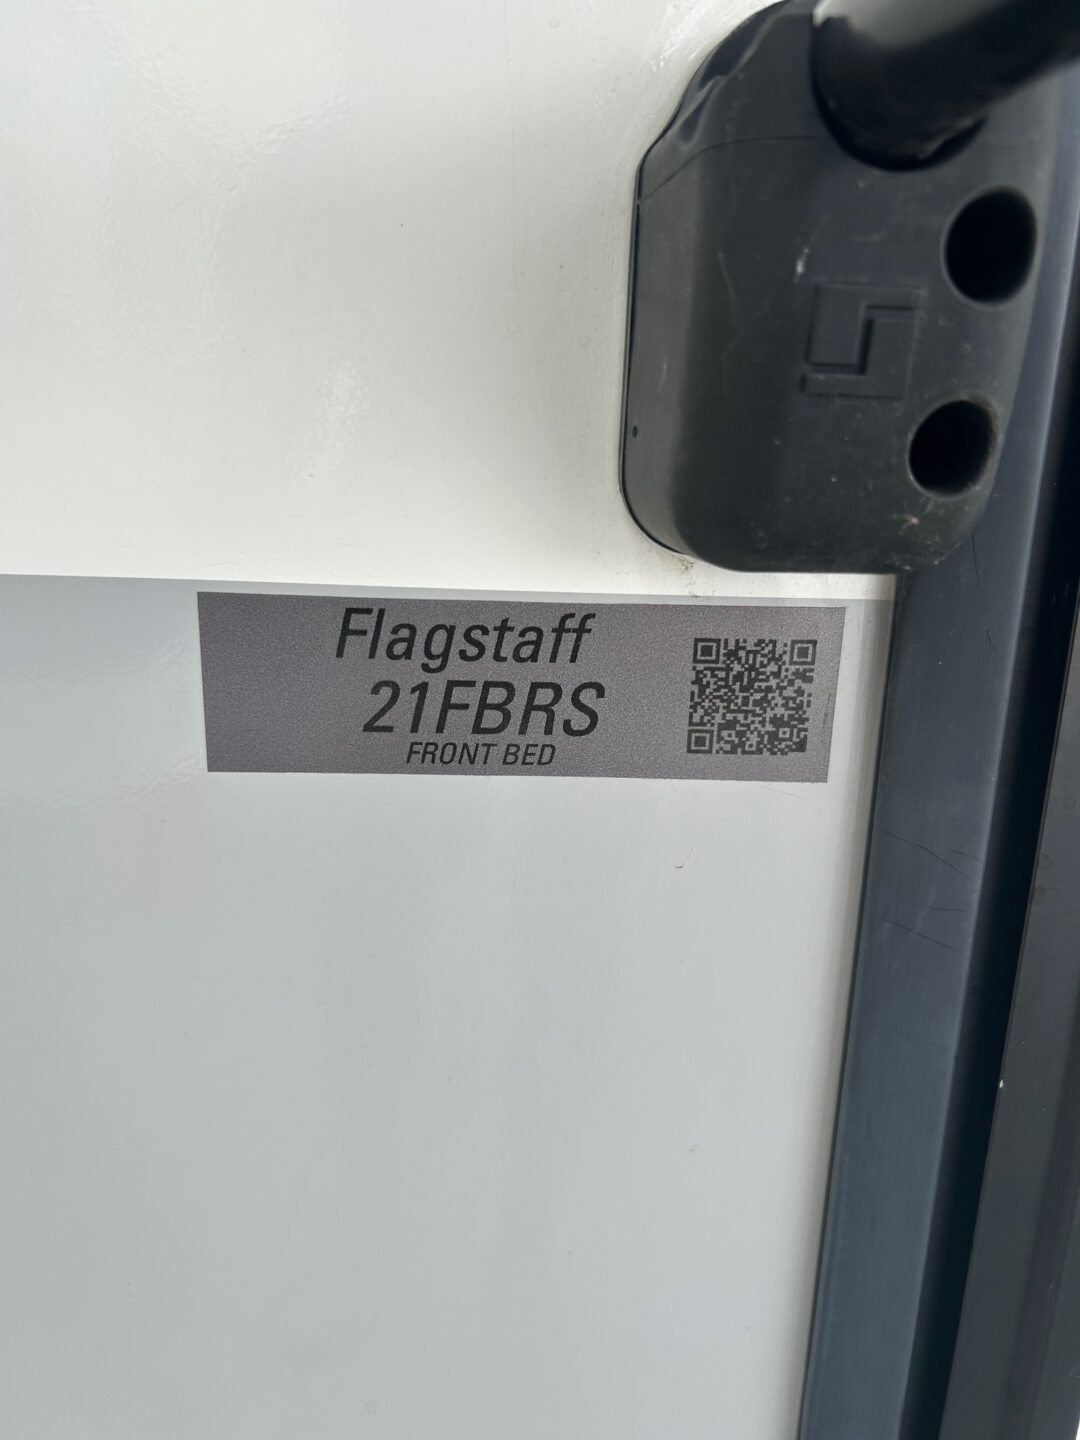 Flagstaff
21FBRS
FRONT BED